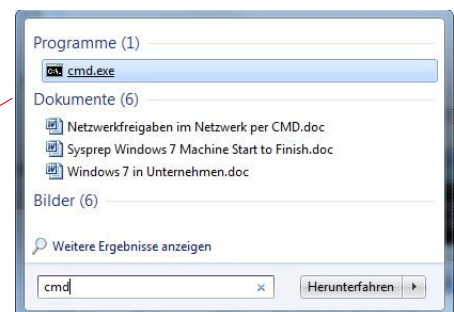 Programme (1)
cmd.exe
Dokumente (6)
Netzwerkfreigaben im Netzwerk per CMD.doc
Sysprep Windows 7 Machine Start to Finish.doc
Windows 7 in Unternehmen.doc
Bilder (6)
Weitere Ergebnisse anzeigen
cmd Herunterfahren